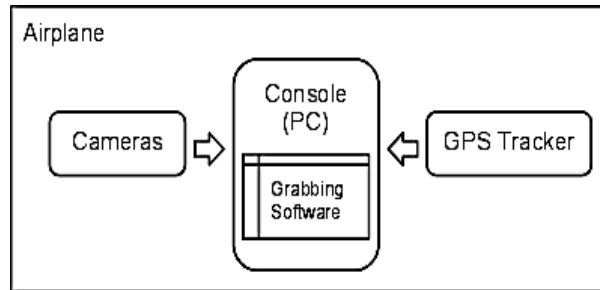 Airplane
Cameras
Console
(PC)
Grabbing
Software
GPS Tracker